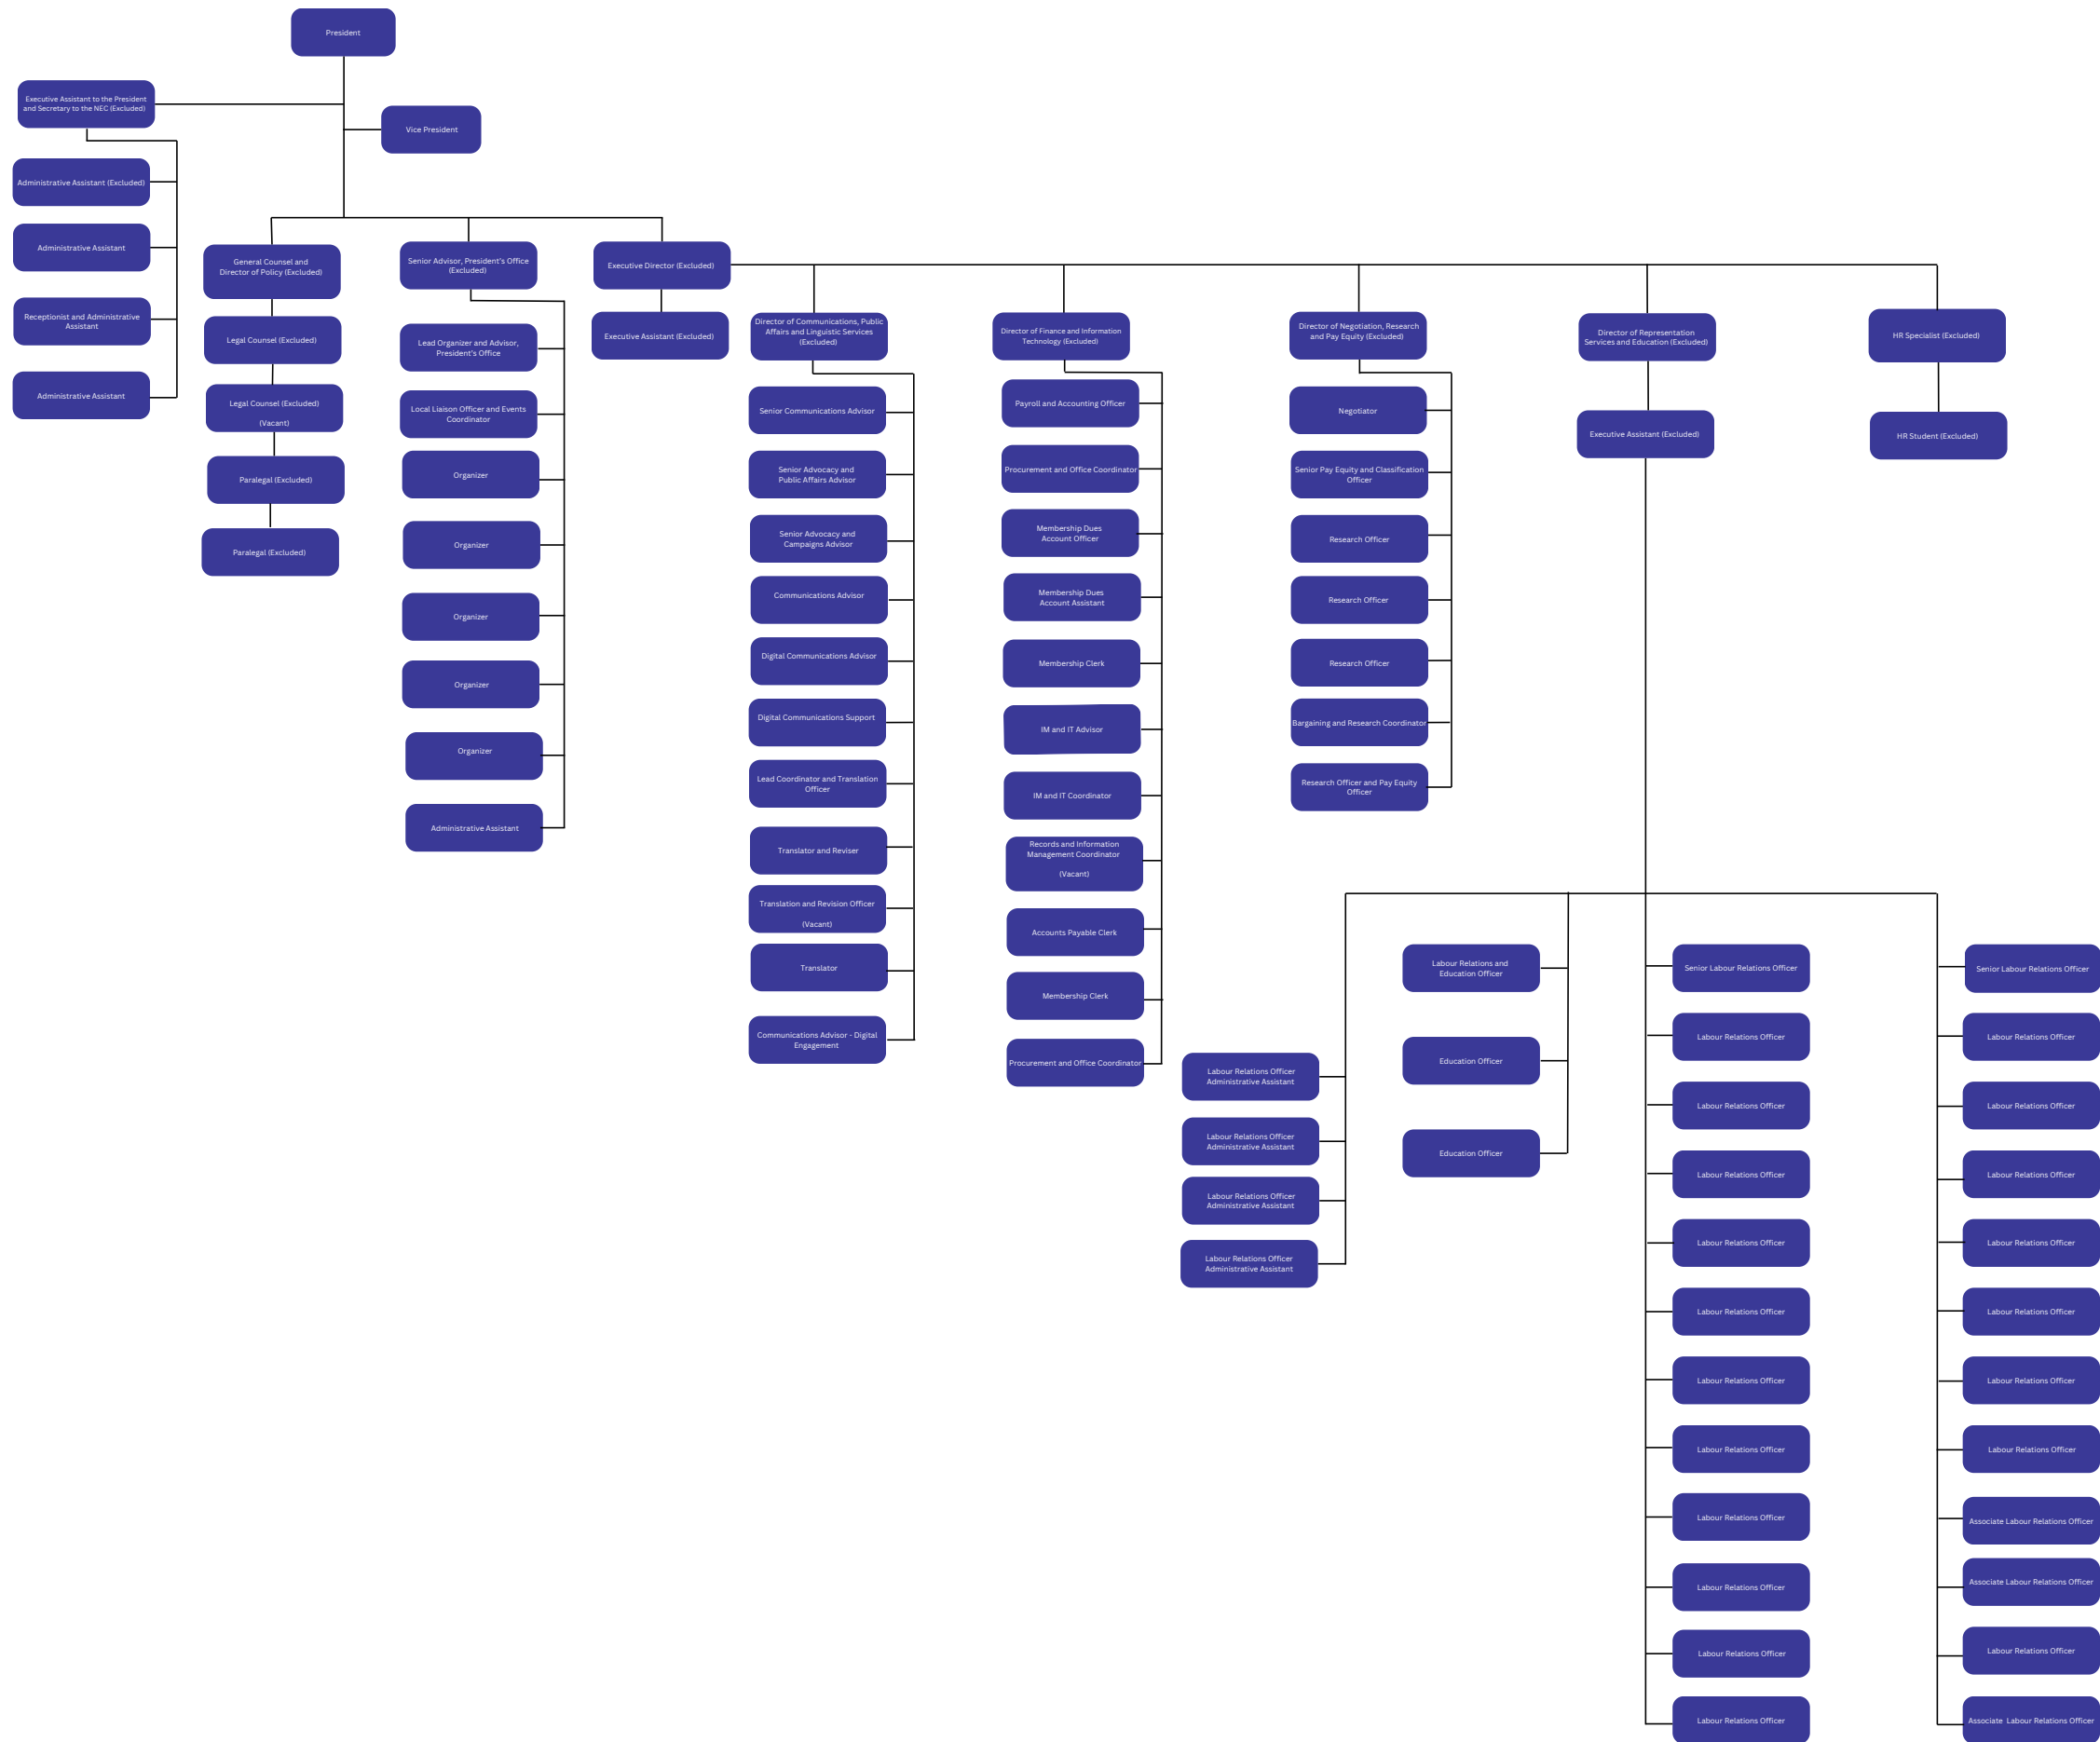 President
Executive Assistant to the President
and Secretary to the NEC (Excluded)
Vice President
Administrative Assistant (Excluded)
Administrative Assistant
Receptionist and Administrative
Assistant
Administrative Assistant
General Counsel and
Director of Policy (Excluded)
Legal Counsel (Excluded)
Legal Counsel (Excluded)
(Vacant)
Paralegal (Excluded)
Paralegal (Excluded)
Senior Advisor, President's Office
(Excluded)
Lead Organizer and Advisor,
President's Office
Local Liaison Officer and Events
Coordinator
Organizer
Organizer
Organizer
Organizer
Organizer
Administrative Assistant
Executive Director (Excluded)
Executive Assistant (Excluded)
Director of Communications, Public
Affairs and Linguistic Services
(Excluded)
Senior Communications Advisor
Senior Advocacy and
Public Affairs Advisor
Senior Advocacy and
Campaigns Advisor
Communications Advisor
Digital Communications Advisor
Digital Communications Support
Lead Coordinator and Translation
Officer
Translator and Reviser
Translation and Revision Officer
(Vacant)
Translator
Communications Advisor - Digital
Engagement
Director of Finance and Information
Technology (Excluded)
Payroll and Accounting Officer
Procurement and Office Coordinator
Membership Dues
Account Officer
Membership Dues
Account Assistant
Membership Clerk
IM and IT Advisor
IM and IT Coordinator
Records and Information
Management Coordinator
(Vacant)
Accounts Payable Clerk
Membership Clerk
Procurement and Office Coordinator
Director of Negotiation, Research
and Pay Equity (Excluded)
Negotiator
Senior Pay Equity and Classification
Officer
Research Officer
Research Officer
Research Officer
Bargaining and Research Coordinator
Research Officer and Pay Equity
Officer
Director of Representation
Services and Education (Excluded)
Executive Assistant (Excluded)
HR Specialist (Excluded)
HR Student (Excluded)
Labour Relations Officer
Administrative Assistant
Labour Relations Officer
Administrative Assistant
Labour Relations Officer
Administrative Assistant
Labour Relations Officer
Administrative Assistant
Labour Relations and
Education Officer
Education Officer
Education Officer
Senior Labour Relations Officer
Labour Relations Officer
Labour Relations Officer
Labour Relations Officer
Labour Relations Officer
Labour Relations Officer
Labour Relations Officer
Labour Relations Officer
Labour Relations Officer
Labour Relations Officer
Labour Relations Officer
Labour Relations Officer
Senior Labour Relations Officer
Labour Relations Officer
Labour Relations Officer
Labour Relations Officer
Labour Relations Officer
Labour Relations Officer
Labour Relations Officer
Labour Relations Officer
Associate Labour Relations Officer
Associate Labour Relations Officer
Labour Relations Officer
Associate Labour Relations Officer